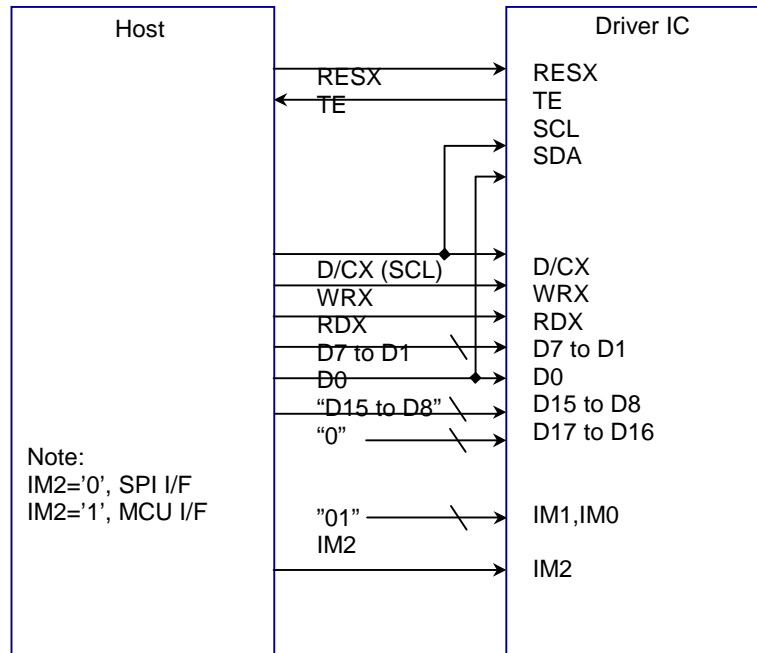 Host
Driver IC
RESX
RESX
TE
TE
SCL
SDA
D/CX (SCL)
D/CX
WRX
WRX
RDX
RDX
D7 to D1
D7 to D1
D0
D0
“D15 to D8”
D15 to D8
“0”
D17 to D16
Note:
IM2='0', SPI I/F
IM2='1', MCU I/F
”01”
IM1,IM0
IM2
IM2